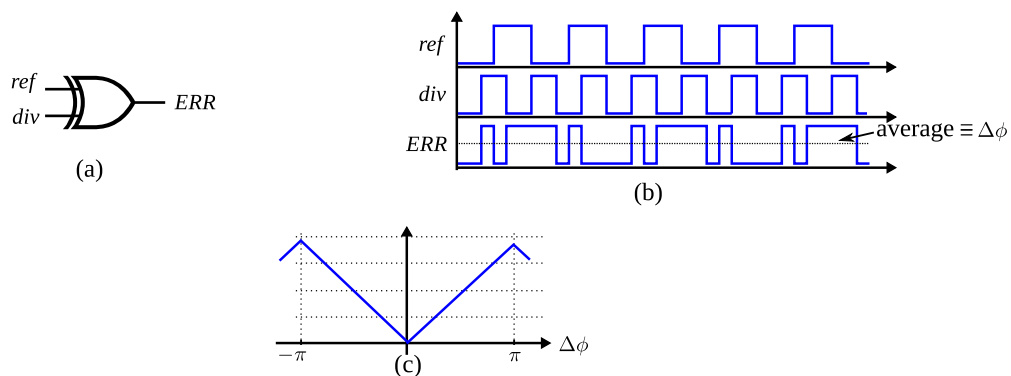 ref
div
ERR
(a)
ref
div
ERR
average ≡ Δϕ
(b)
−π
π
Δϕ
(c)